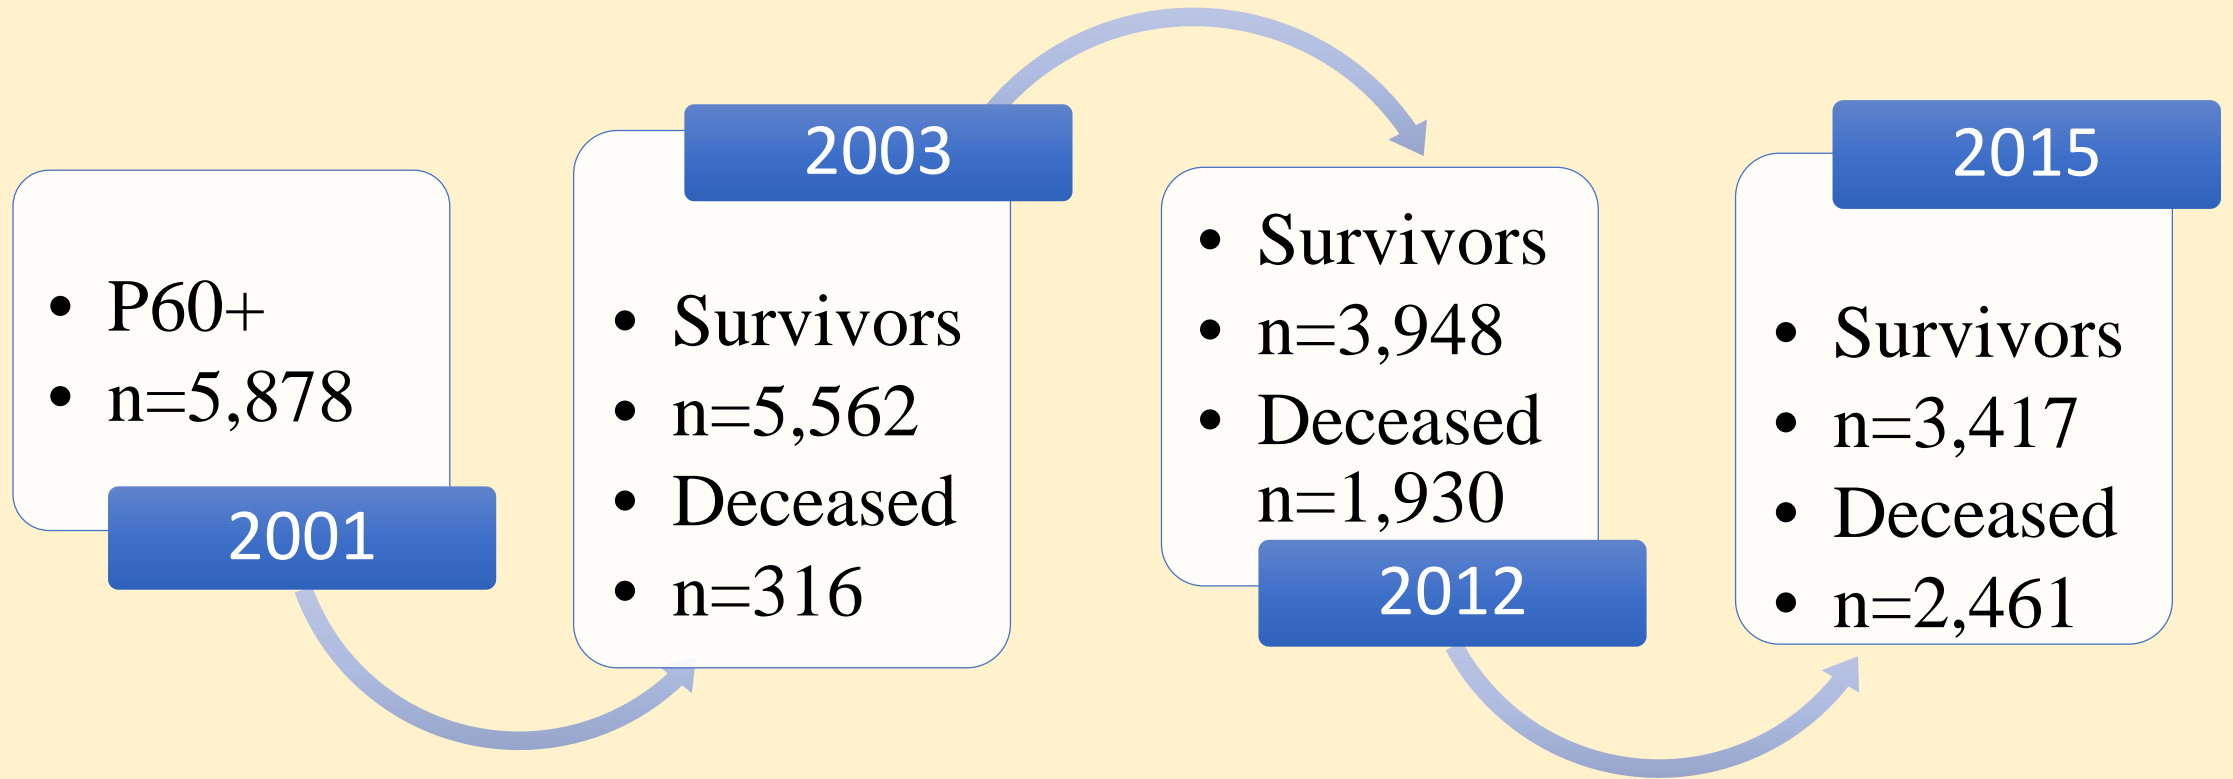 • P60+
• n=5,878
2001
2003
• Survivors
• n=5,562
• Deceased
• n=316
• Survivors
• n=3,948
• Deceased
n=1,930
2012
2015
• Survivors
• n=3,417
• Deceased
• n=2,461